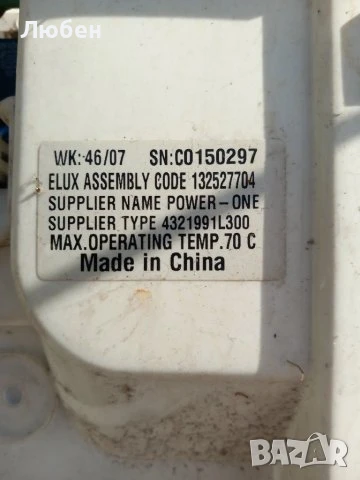 Любен
WK: 46/07 SN:C0150297
ELUX ASSEMBLY CODE 132527704
SUPPLIER NAME POWER-ONE
SUPPLIER TYPE 4321991L300
MAX.OPERATING TEMP.70 C
Made in China
BAZAR